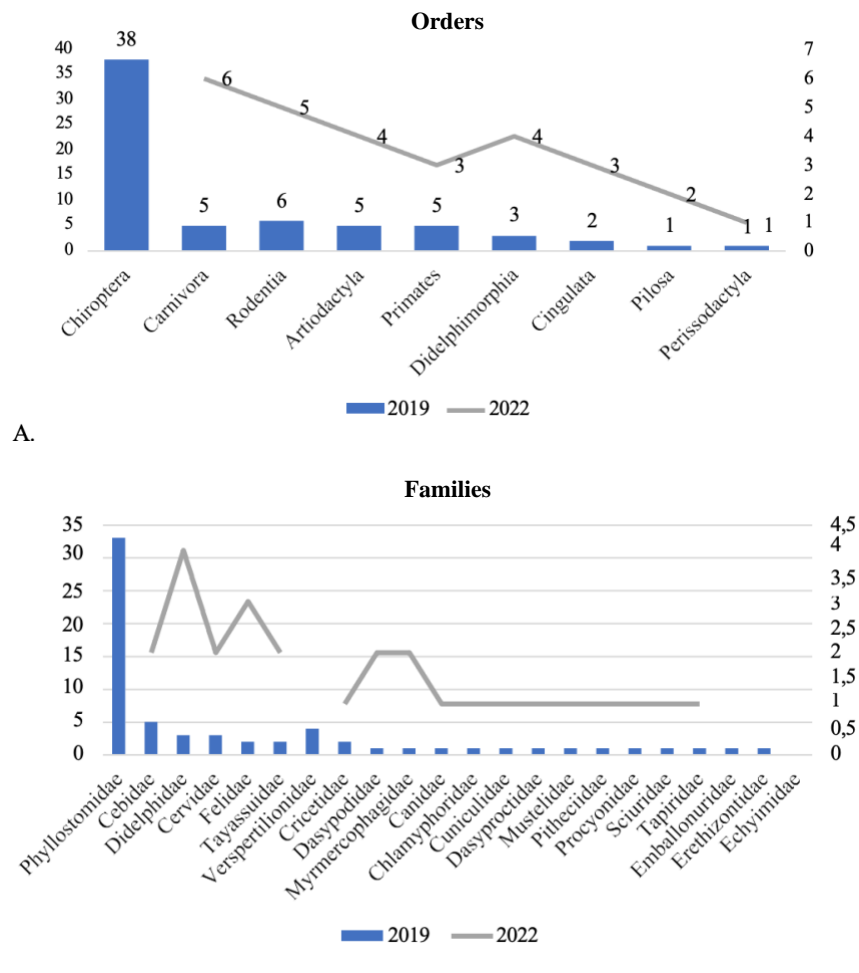 Orders
38
40 7
35 6
30 5
25 4
20 3
15 2
10 1
5 0
0
6
5
4
3
4
3
2
1
5
6
5
5
3
2
1
1
Chiroptera
Carnivora
Rodentia
Artiodactyla
Primates
Didelphimorphia
Cingulata
Pilosa
Perissodactyla
2019 2022
A.
Families
35 4,5
30 4
25 3,5
20 3
15 2,5
10 2
5 1,5
0 1
0,5
0
Phyllostomidae
Cebidae
Didelphidae
Cervidae
Felidae
Tayassuidae
Verspertilionidae
Cricetidae
Dasypodidae
Myrmercophagidae
Canidae
Chlamyphoridae
Cuniculidae
Dasyproctidae
Mustelidae
Pitheciidae
Procyonidae
Sciuridae
Tapiridae
Emballonuridae
Erethizontidae
Echyimidae
2019 2022